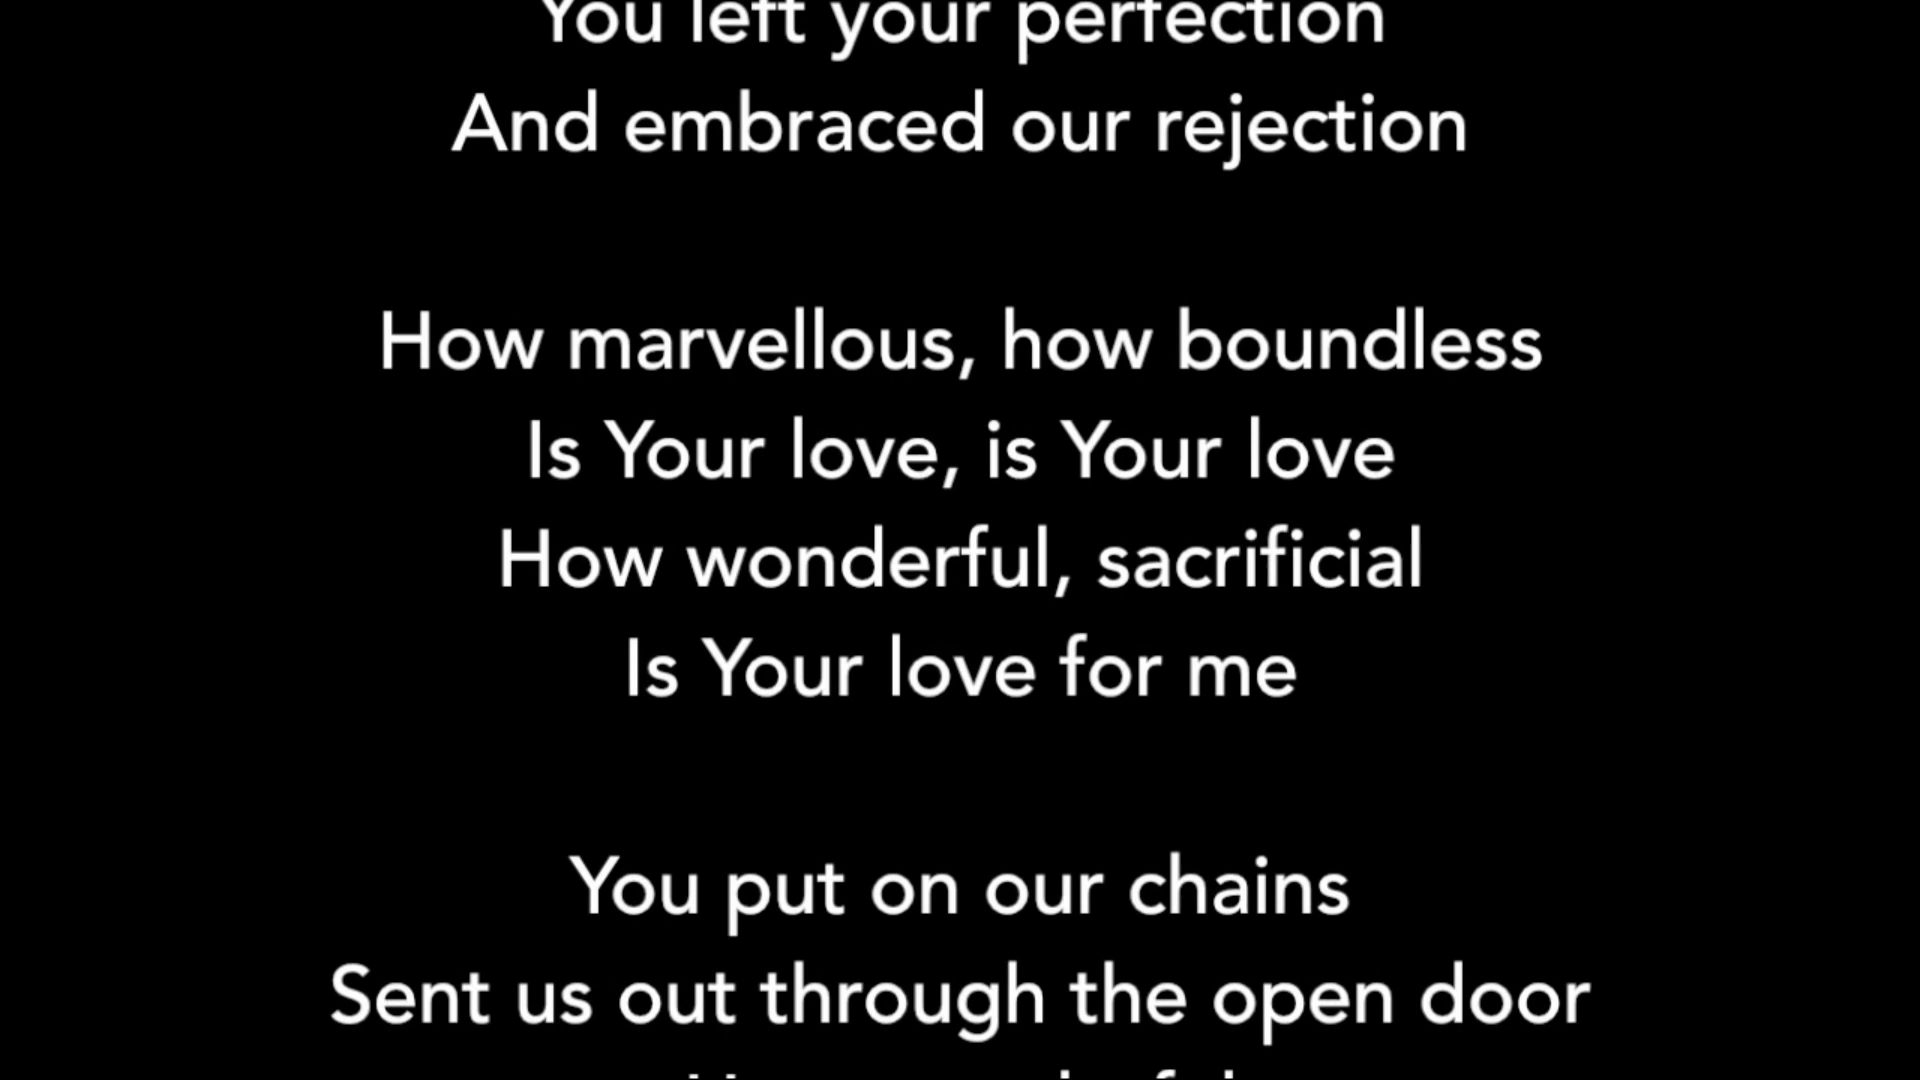 You left your perfection
And embraced our rejection
How marvellous, how boundless
Is Your love, is Your love
How wonderful, sacrificial
Is Your love for me
You put on our chains
Sent us out through the open door